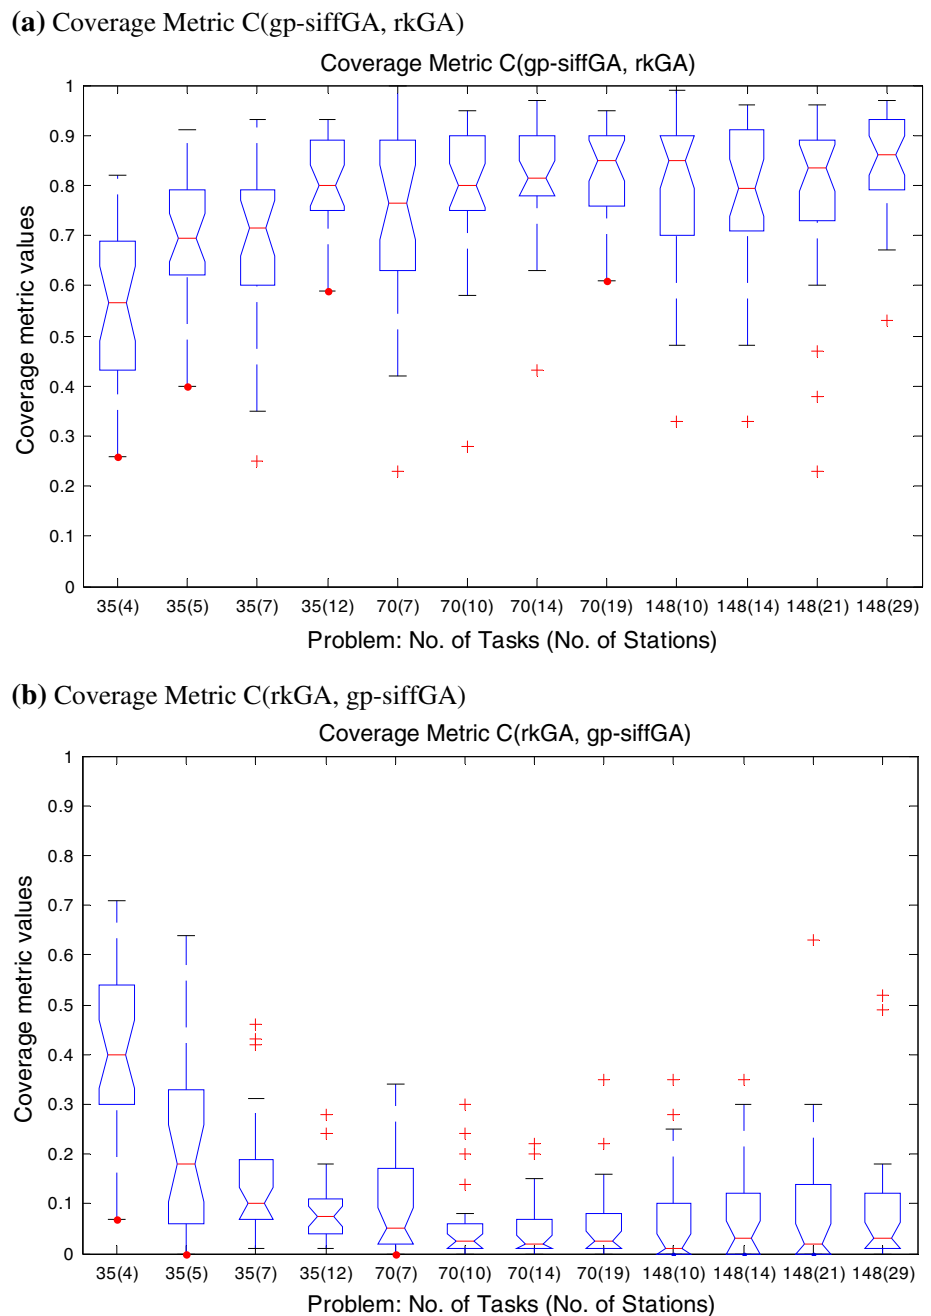 (a) Coverage Metric C(gp-siffGA, rkGA)
Coverage Metric C(gp-siffGA, rkGA)
1
0.9
0.8
0.7
0.6
0.5
0.4
0.3
0.2
0.1
0
Coverage metric values
35(4) 35(5) 35(7) 35(12) 70(7) 70(10) 70(14) 70(19) 148(10) 148(14) 148(21) 148(29)
Problem: No. of Tasks (No. of Stations)
(b) Coverage Metric C(rkGA, gp-siffGA)
Coverage Metric C(rkGA, gp-siffGA)
1
0.9
0.8
0.7
0.6
0.5
0.4
0.3
0.2
0.1
0
Coverage metric values
35(4) 35(5) 35(7) 35(12) 70(7) 70(10) 70(14) 70(19) 148(10) 148(14) 148(21) 148(29)
Problem: No. of Tasks (No. of Stations)